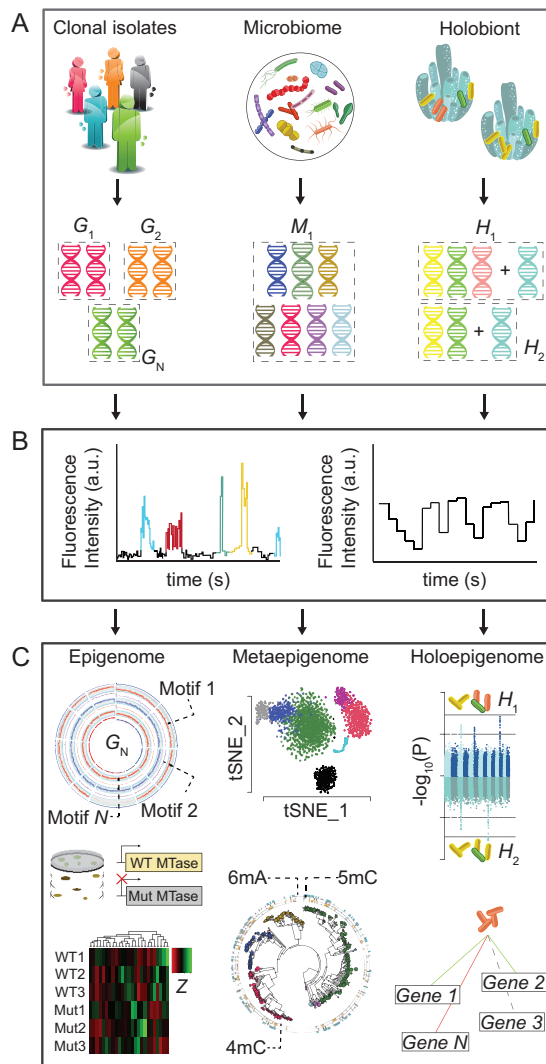 A
Clonal isolates
Microbiome
Holobiont
G1
G2
GN
M1
H1
+
+
H2
B
Fluorescence
Intensity (a.u.)
time (s)
Fluorescence
Intensity (a.u.)
time (s)
C
Epigenome
Metaepigenome
Holoepigenome
Motif 1
GN
Motif 2
Motif N
tSNE_2
tSNE_1
-log10(P)
H1
H2
WT MTase
Mut MTase
WT1
WT2
WT3
Mut1
Mut2
Mut3
Z
6mA
5mC
4mC
Gene 1
Gene 2
Gene 3
Gene N